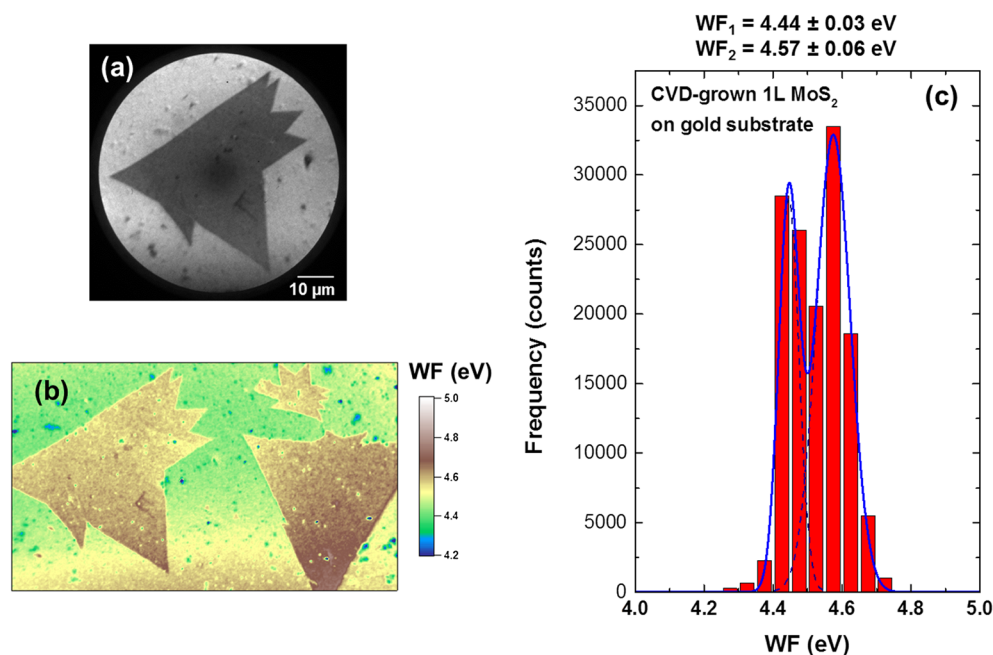 (a)
10 µm
(b)
WF (eV)
5.0
4.8
4.6
4.4
4.2
WF₁ = 4.44 ± 0.03 eV
WF₂ = 4.57 ± 0.06 eV
(c)
CVD-grown 1L MoS₂
on gold substrate
Frequency (counts)
35000
30000
25000
20000
15000
10000
5000
0
4.0 4.2 4.4 4.6 4.8 5.0
WF (eV)